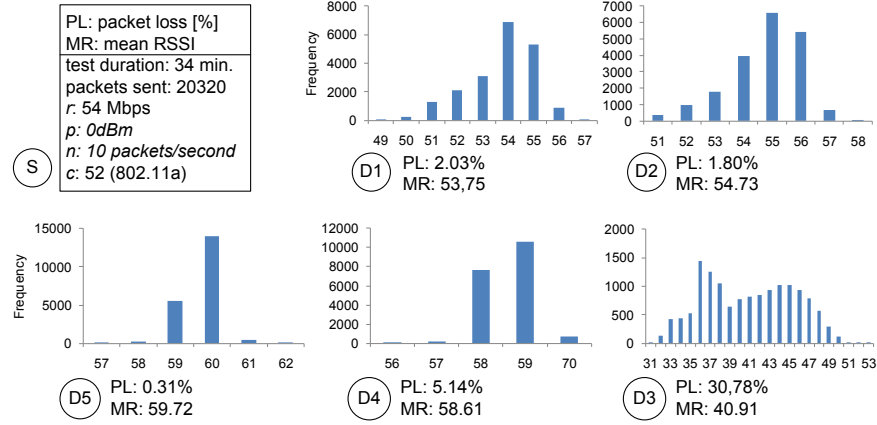 PL: packet loss [%]
MR: mean RSSI
test duration: 34 min.
packets sent: 20320
r: 54 Mbps
p: 0dBm
n: 10 packets/second
c: 52 (802.11a)
S
Frequency
8000
7000
6000
5000
4000
3000
2000
1000
0
49 50 51 52 53 54 55 56 57
D1
PL: 2.03%
MR: 53,75
7000
6000
5000
4000
3000
2000
1000
0
51 52 53 54 55 56 57 58
D2
PL: 1.80%
MR: 54.73
Frequency
15000
10000
5000
0
57 58 59 60 61 62
D5
PL: 0.31%
MR: 59.72
12000
10000
8000
6000
4000
2000
0
56 57 58 59 70
D4
PL: 5.14%
MR: 58.61
2000
1500
1000
500
0
31 33 35 37 39 41 43 45 47 49 51 53
D3
PL: 30,78%
MR: 40.91